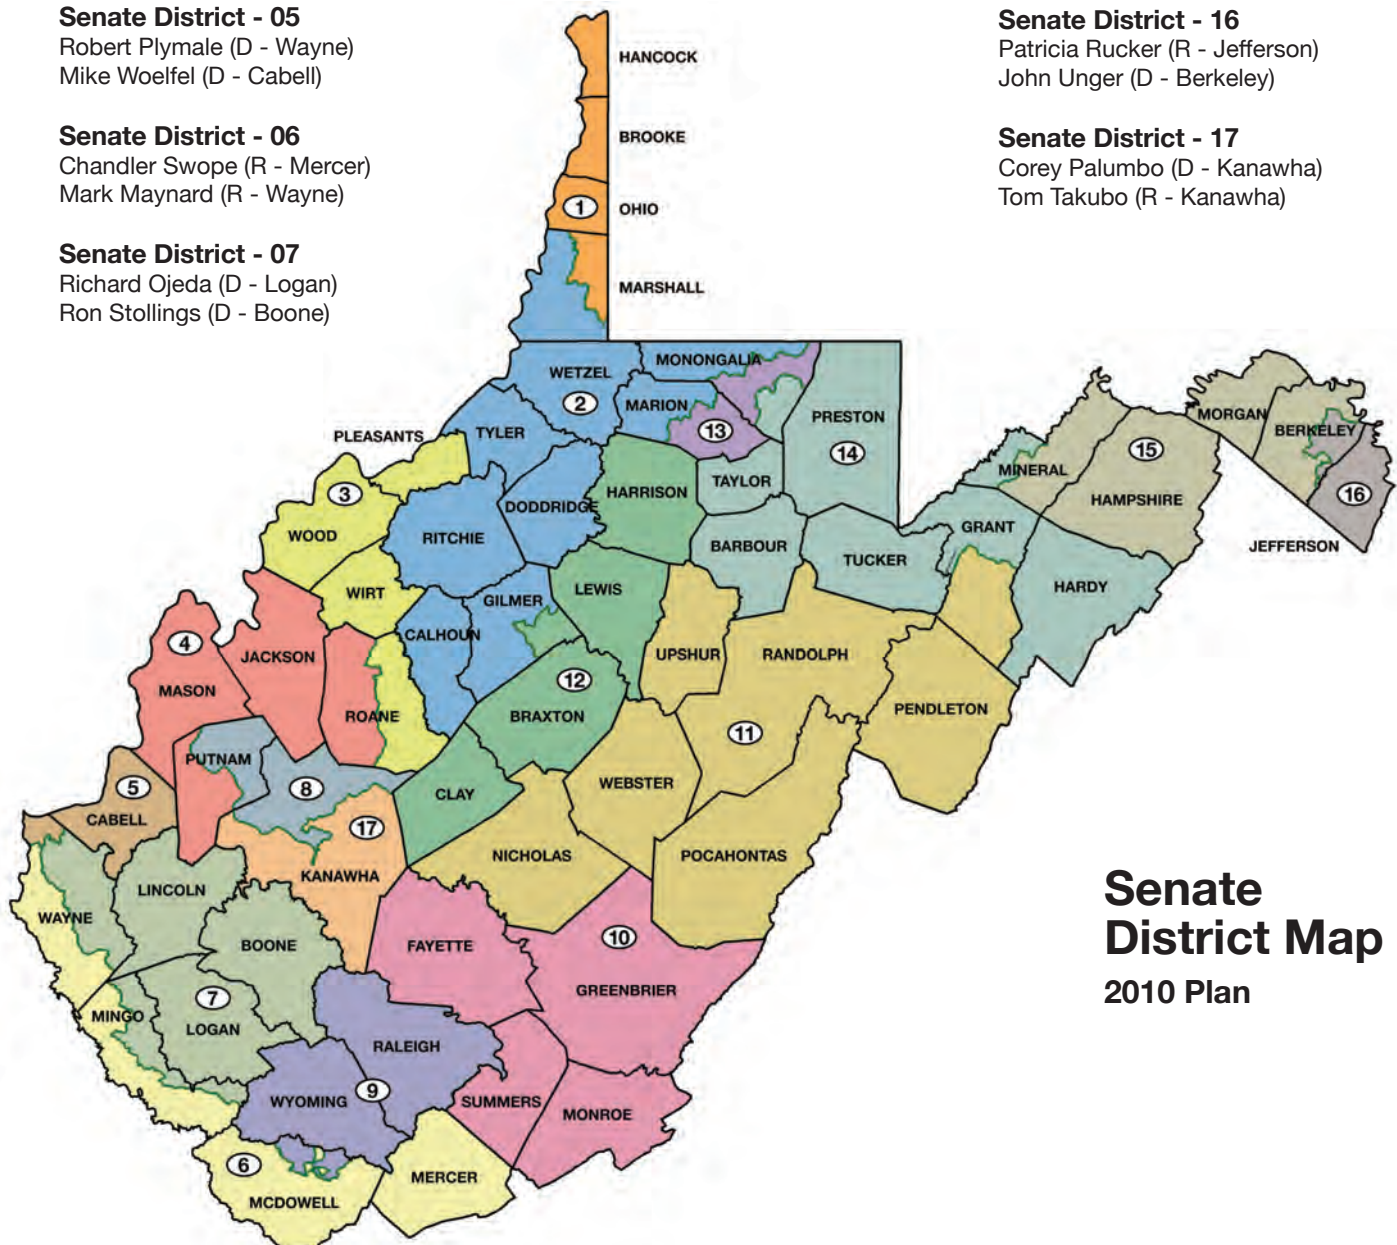 Senate District - 05
Robert Plymale (D - Wayne)
Mike Woelfel (D - Cabell)
Senate District - 06
Chandler Swope (R - Mercer)
Mark Maynard (R - Wayne)
Senate District - 07
Richard Ojeda (D - Logan)
Ron Stollings (D - Boone)
Senate District - 16
Patricia Rucker (R - Jefferson)
John Unger (D - Berkeley)
Senate District - 17
Corey Palumbo (D - Kanawha)
Tom Takubo (R - Kanawha)
HANCOCK
BROOKE
1
OHIO
MARSHALL
MONONGALIA
WETZEL
2
MARION
PRESTON
13
14
TYLER
PLEASANTS
3
WOOD
DODDRIDGE
HARRISON
TAYLOR
RITCHIE
BARBOUR
TUCKER
MINERAL
15
HAMPSHIRE
MORGAN
BERKELEY
16
JEFFERSON
GRANT
HARDY
WIRT
GILMER
LEWIS
CALHOUN
UPSHUR
RANDOLPH
4
JACKSON
MASON
ROANE
12
BRAXTON
11
PENDLETON
PUTNAM
5
8
CLAY
WEBSTER
CABELL
17
KANAWHA
NICHOLAS
POCAHONTAS
LINCOLN
WAYNE
BOONE
FAYETTE
10
GREENBRIER
7
MINGO
LOGAN
RALEIGH
WYOMING
9
SUMMERS
MONROE
6
MERCER
MCDOWELL
Senate
District Map
2010 Plan